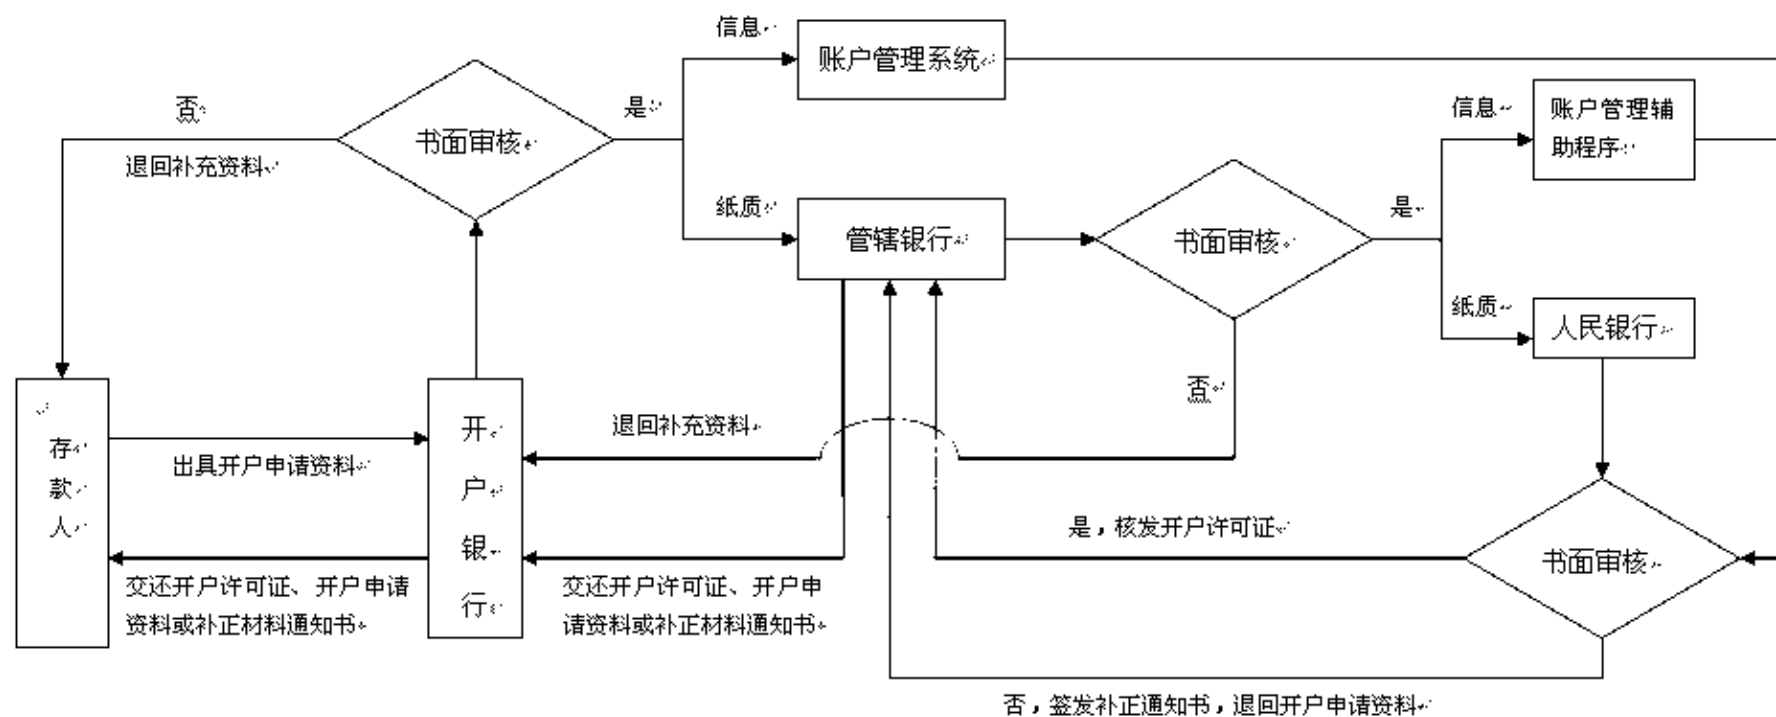 信息
账户管理系统
否
是
书面审核
退回补充资料
信息
账户管理辅
助程序
纸质
管辖银行
书面审核
是
纸质
人民银行
否
存
款
人
出具开户申请资料
开
户
银
行
退回补充资料
是，核发开户许可证
书面审核
交还开户许可证、开户申请
资料或补正材料通知书
交还开户许可证、开户申
请资料或补正材料通知书
否，签发补正通知书，退回开户申请资料